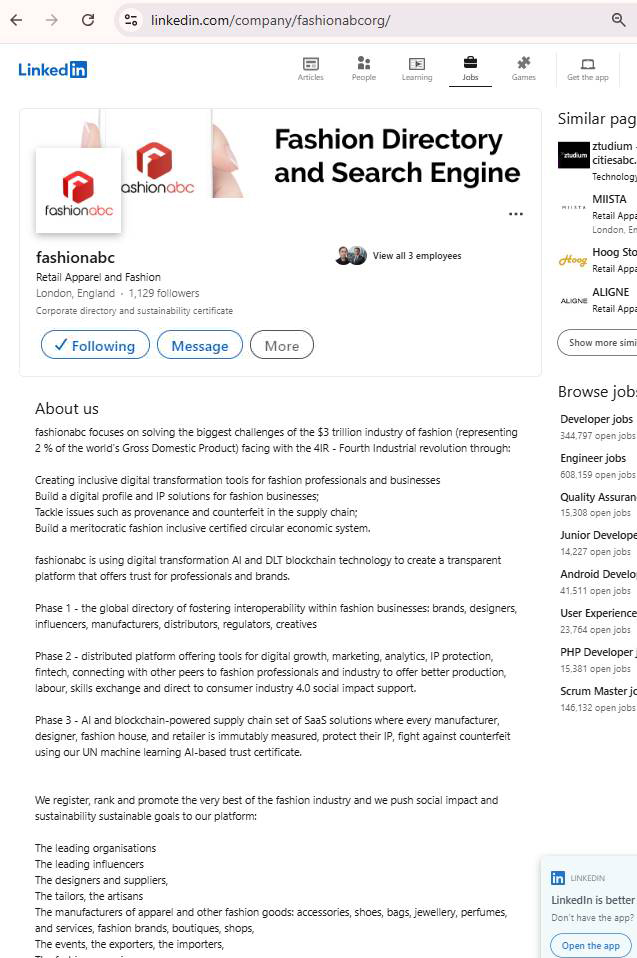 linkedin.com/company/fashionabcorg/
Linkedin
Articles
People
Learning
Jobs
Games
Get the app
fashionabc
ashionabc
Fashion Directory
and Search Engine
fashionabc
View all 3 employees
Retail Apparel and Fashion
London, England · 1,129 followers
Corporate directory and sustainability certificate
Following
Message
More
About us
fashionabc focuses on solving the biggest challenges of the $3 trillion industry of fashion (representing
2 % of the world's Gross Domestic Product) facing with the 4IR - Fourth Industrial revolution through:
Creating inclusive digital transformation tools for fashion professionals and businesses
Build a digital profile and IP solutions for fashion businesses;
Tackle issues such as provenance and counterfeit in the supply chain;
Build a meritocratic fashion inclusive certified circular economic system.
fashionabc is using digital transformation AI and DLT blockchain technology to create a transparent
platform that offers trust for professionals and brands.
Phase 1 - the global directory of fostering interoperability within fashion businesses: brands, designers,
influencers, manufacturers, distributors, regulators, creatives
Phase 2 - distributed platform offering tools for digital growth, marketing, analytics, IP protection,
fintech, connecting with other peers to fashion professionals and industry to offer better production,
labour, skills exchange and direct to consumer industry 4.0 social impact support.
Phase 3 - AI and blockchain-powered supply chain set of SaaS solutions where every manufacturer,
designer, fashion house, and retailer is immutably measured, protect their IP, fight against counterfeit
using our UN machine learning AI-based trust certificate.
We register, rank and promote the very best of the fashion industry and we push social impact and
sustainability sustainable goals to our platform:
The leading organisations
The leading influencers
The designers and suppliers,
The tailors, the artisans
The manufacturers of apparel and other fashion goods: accessories, shoes, bags, jewellery, perfumes,
and services, fashion brands, boutiques, shops,
The events, the exporters, the importers,
Similar pag
ztudium
ztudium -
citiesabc.
Technology
MIISTA
MIISTA
Retail Appa
London, En
Hoog
Hoog Sto
Retail Appa
ALIGNE
ALIGNE
Retail Appa
Show more simi
Browse job
Developer jobs
344,797 open jobs
Engineer jobs
608,159 open jobs
Quality Assuran
15,308 open jobs
Junior Develope
14,227 open jobs
Android Develo
41,511 open jobs
User Experience
23,764 open jobs
PHP Developer j
15,381 open jobs
Scrum Master jo
146,132 open jobs
in LINKEDIN
LinkedIn is better
Don't have the app?
Open the app